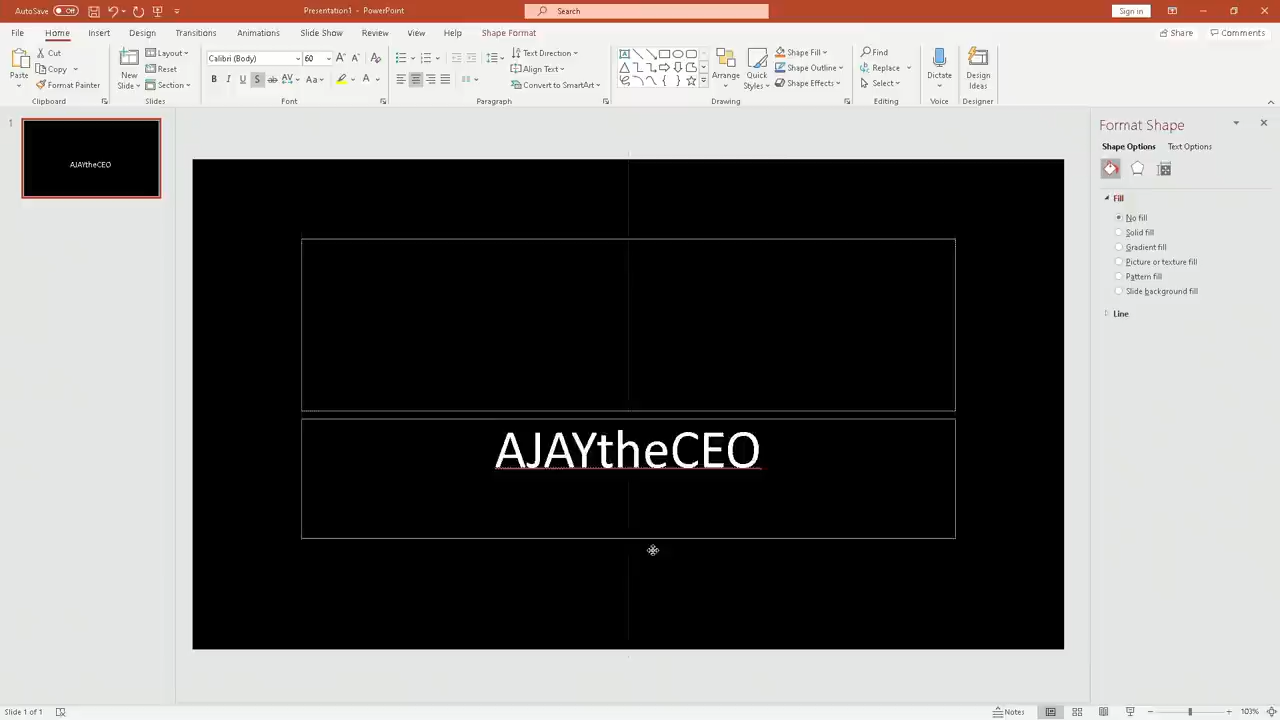 AutoSave Off
Presentation1 - PowerPoint
Search
Sign in
File Home Insert Design Transitions Animations Slide Show Review View Help Shape Format
Share Comments
Paste
Cut
Copy
Format Painter
Clipboard
New Slide
Layout
Reset
Section
Slides
Calibri (Body) 60
B I U S ab AV Aa A
Font
Text Direction
Align Text
Convert to SmartArt
Paragraph
Arrange
Quick Styles
Shape Fill
Shape Outline
Shape Effects
Drawing
Find
Replace
Select
Editing
Dictate
Voice
Design Ideas
Designer
1
AJAYtheCEO
AJAYtheCEO
Format Shape
Shape Options Text Options
Fill
No fill
Solid fill
Gradient fill
Picture or texture fill
Pattern fill
Slide background fill
Line
Slide 1 of 1
Notes
103%